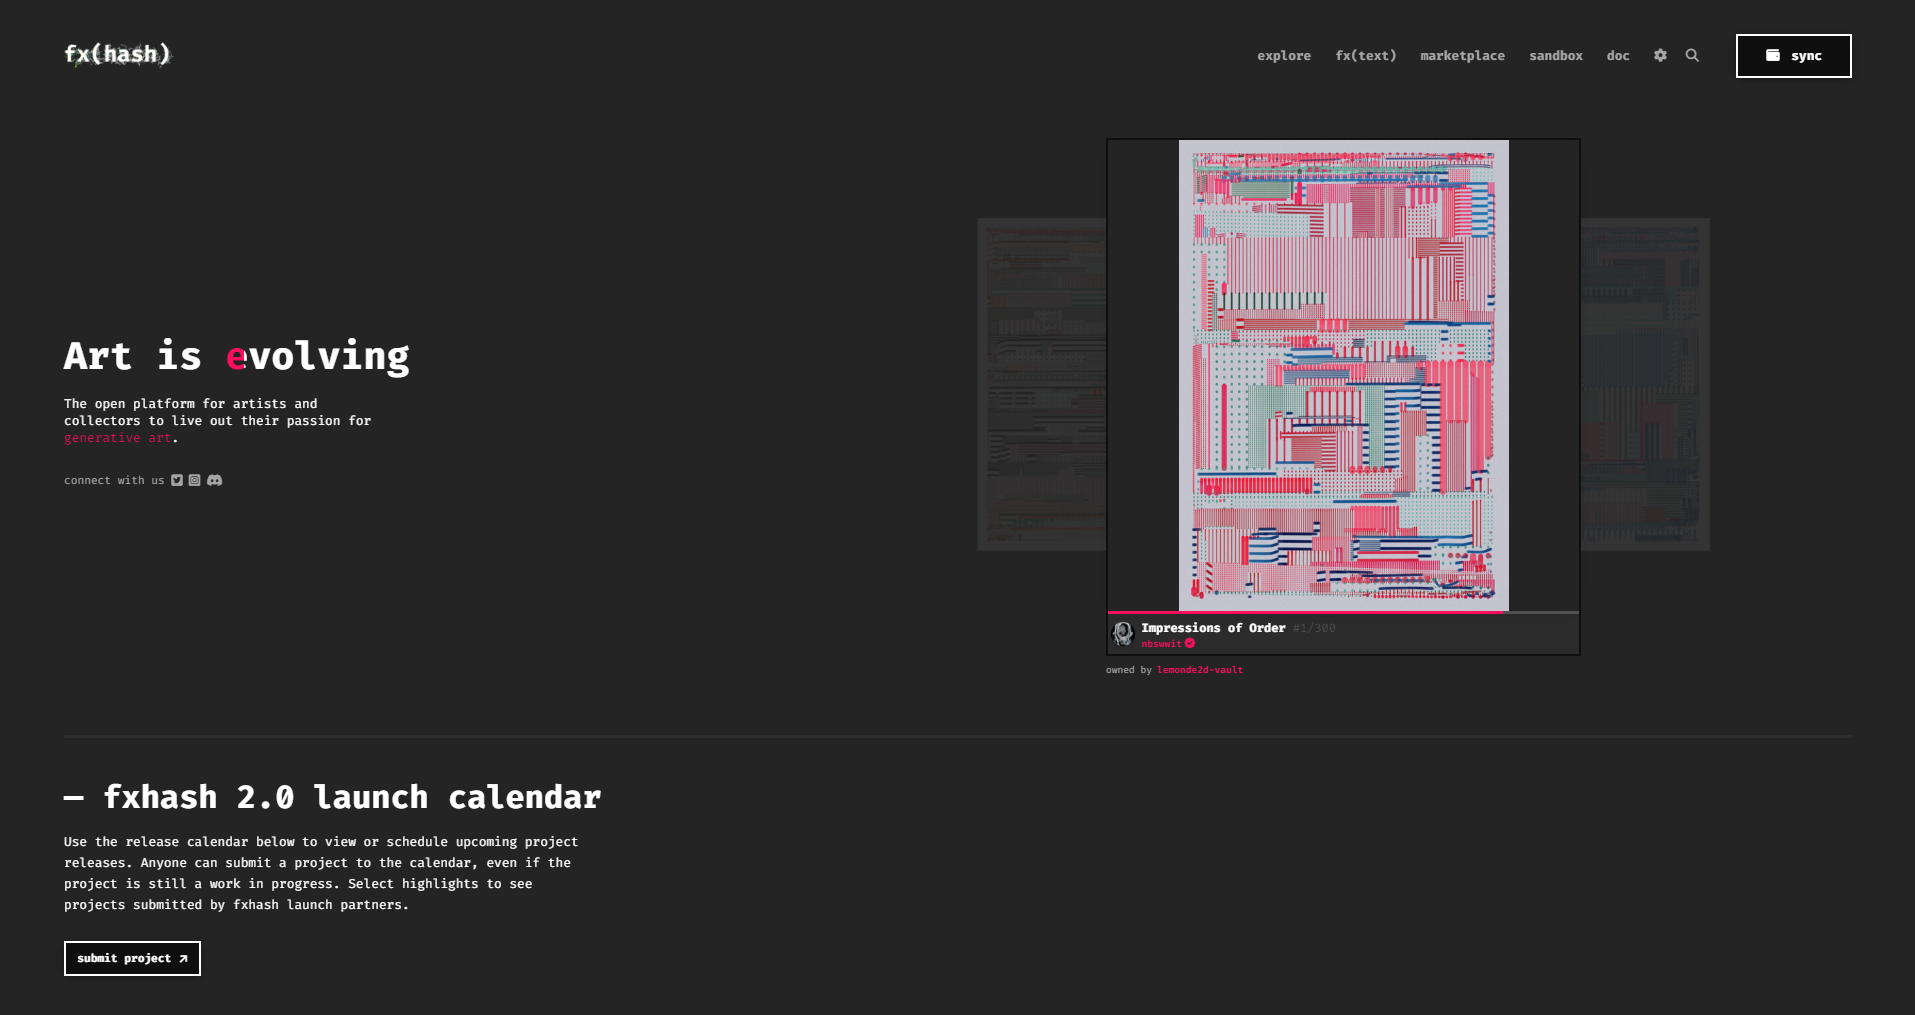 fx(hash)
explore fx(text) marketplace sandbox doc sync
Art is evolving
The open platform for artists and
collectors to live out their passion for
generative art.
connect with us
Impressions of Order #1/300
nbswwit
owned by lemonde2d-vault
— fxhash 2.0 launch calendar
Use the release calendar below to view or schedule upcoming project
releases. Anyone can submit a project to the calendar, even if the
project is still a work in progress. Select highlights to see
projects submitted by fxhash launch partners.
submit project